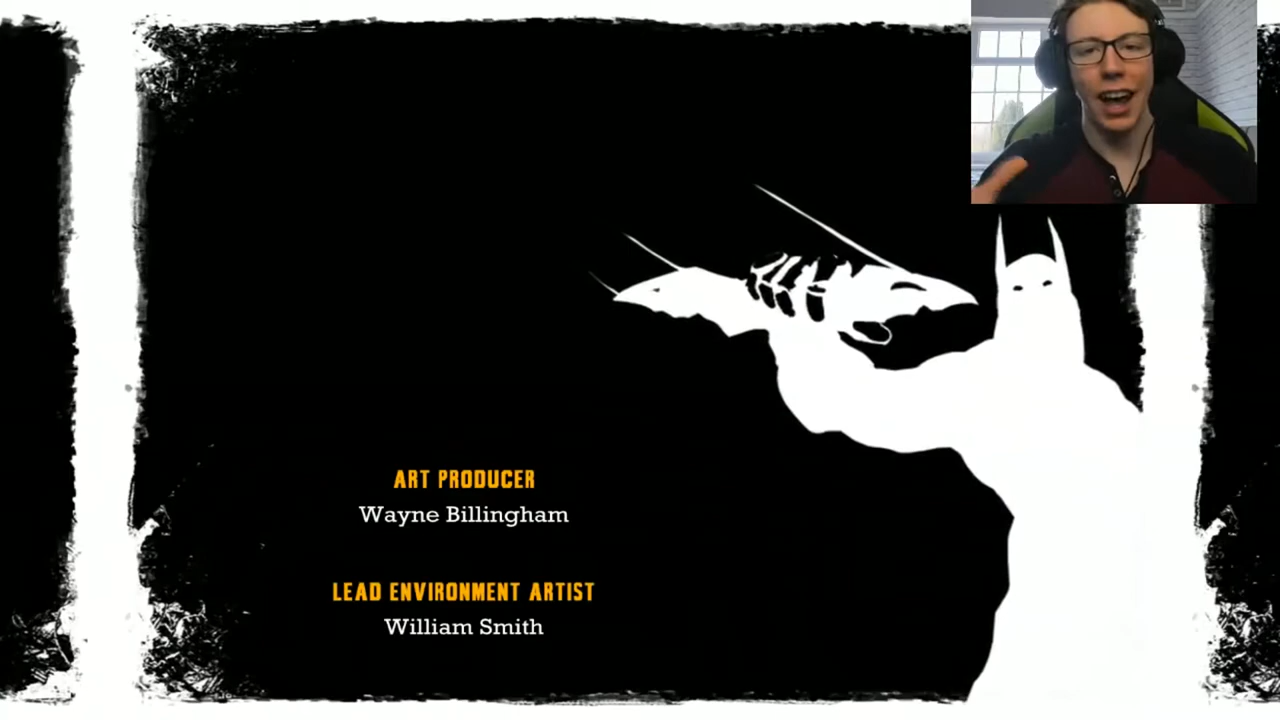 ART PRODUCER
Wayne Billingham
LEAD ENVIRONMENT ARTIST
William Smith